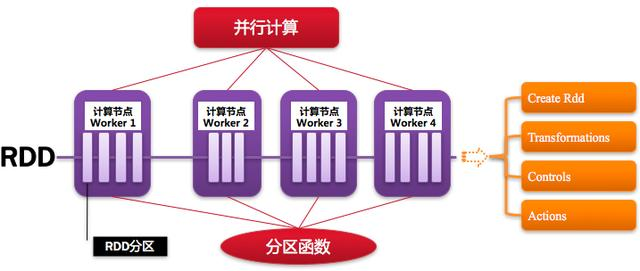 并行计算
计算节点
Worker 1
计算节点
Worker 2
计算节点
Worker 3
计算节点
Worker 4
RDD
RDD分区
分区函数
Create Rdd
Transformations
Controls
Actions